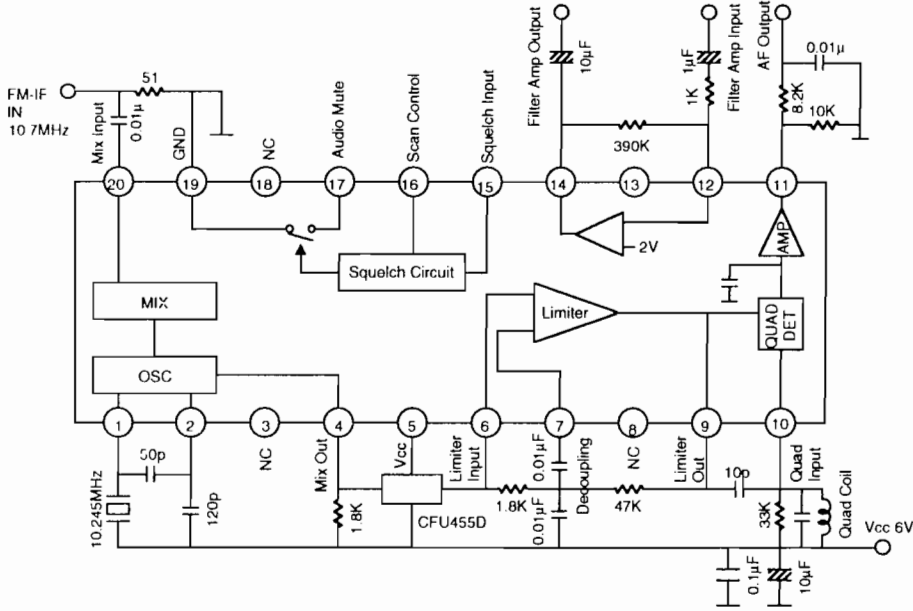 Filter Amp Output
10µF
1µF
1K
Filter Amp Input
AF Output
0.01µ
8.2K
10K
FM-IF
IN
10 7MHz
51
Mix Input
0.01µ
GND
NC
Audio Mute
Scan Control
Squelch Input
390K
20
19
18
17
16
15
14
13
12
11
2V
AMP
Squelch Circuit
MIX
Limiter
QUAD
DET
OSC
1
2
3
4
5
6
7
8
9
10
50p
NC
Mix Out
Vcc
Limiter
Input
0.01µF
Decoupling
NC
Limiter
Out
10p
Quad
Input
10.245MHz
120p
1.8K
CFU455D
1.8K
0.01µF
47K
33K
Quad Coil
Vcc 6V
0.1µF
10µF